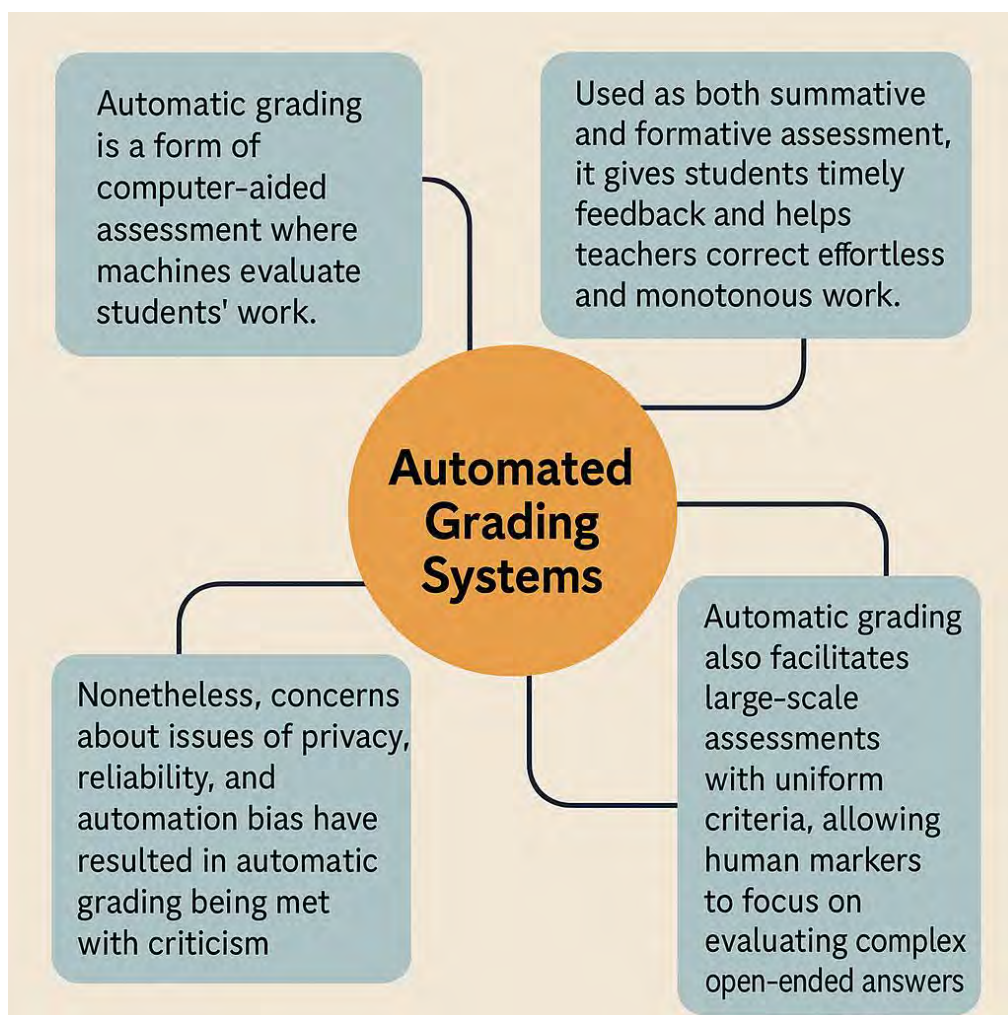 Automatic grading
is a form of
computer-aided
assessment where
machines evaluate
students' work.
Used as both summative
and formative assessment,
it gives students timely
feedback and helps
teachers correct effortless
and monotonous work.
Automated
Grading
Systems
Nonetheless, concerns
about issues of privacy,
reliability, and
automation bias have
resulted in automatic
grading being met
with criticism
Automatic grading
also facilitates
large-scale
assessments
with uniform
criteria, allowing
human markers
to focus on
evaluating complex
open-ended answers